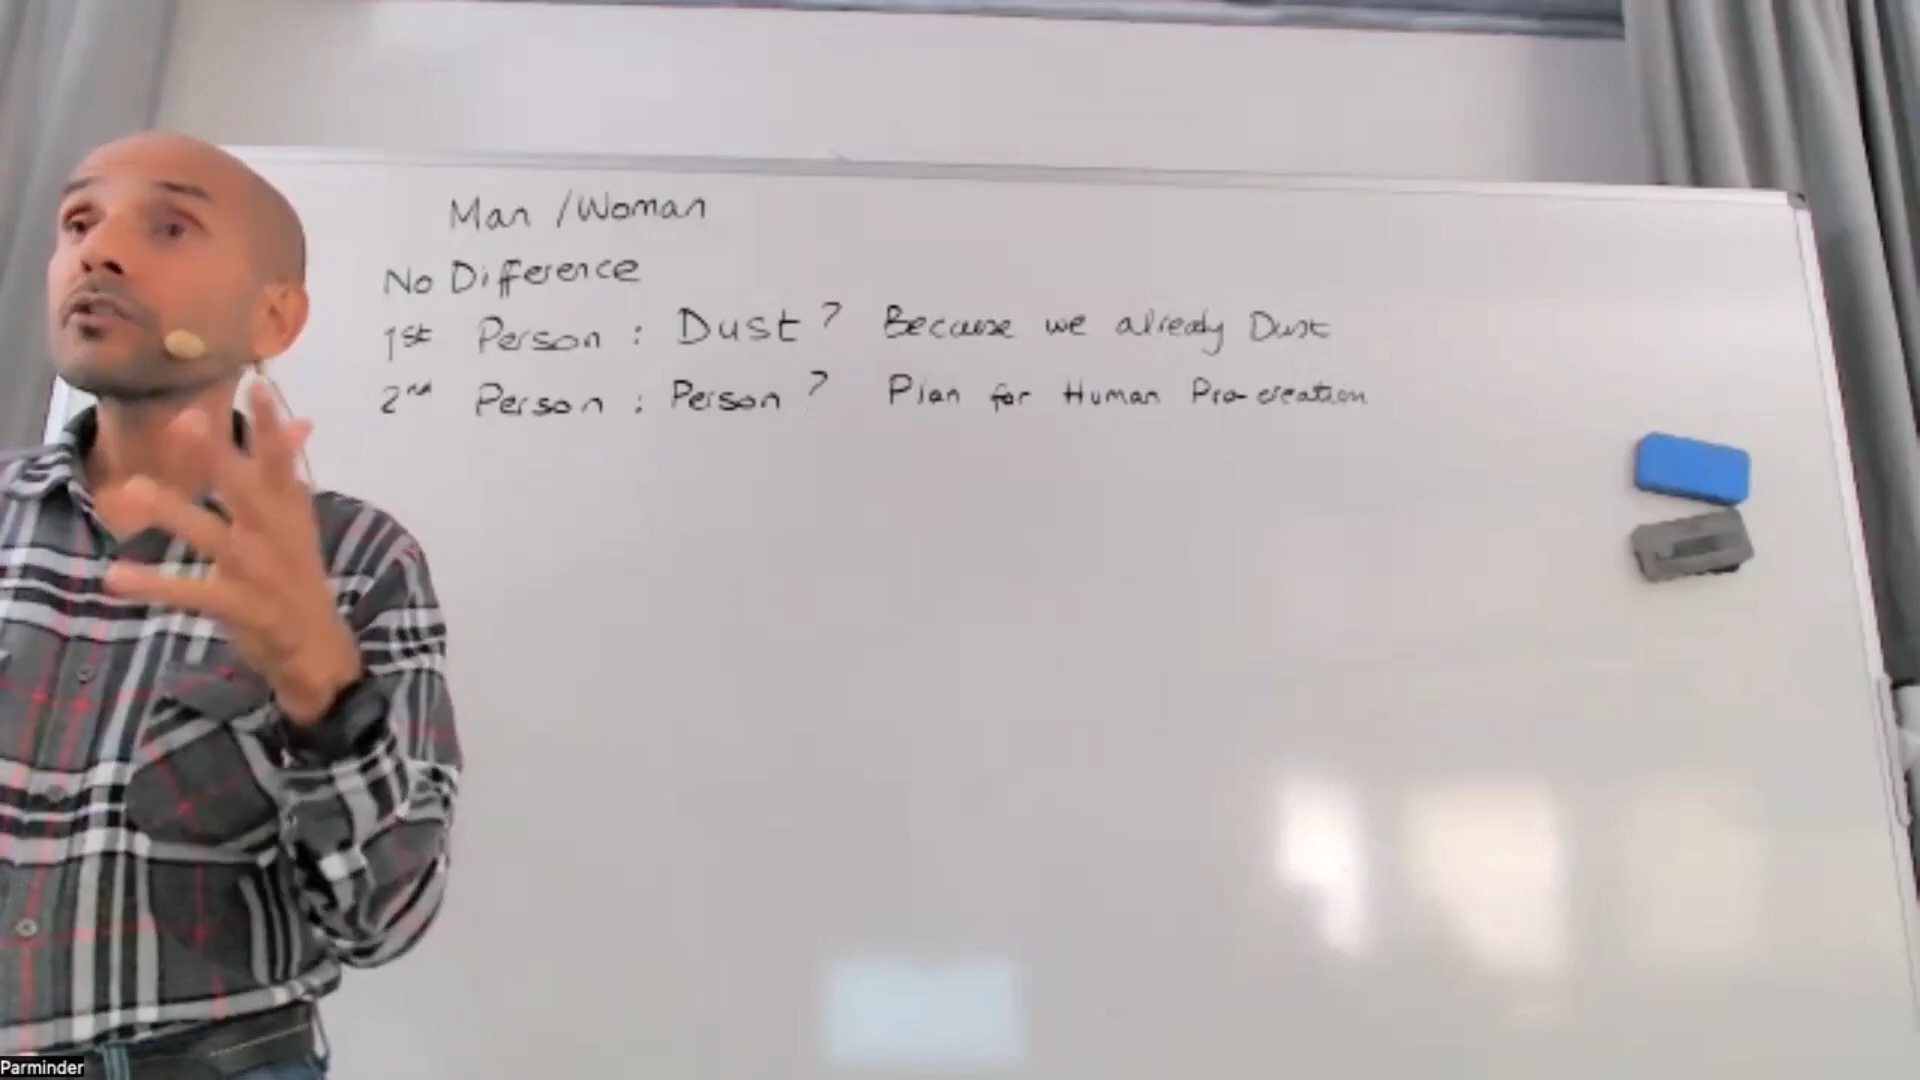 Man / Woman
No Difference
1st Person : Dust ? Because we already Dust
2nd Person : Person ? Plan for Human Pro-creation
Parminder